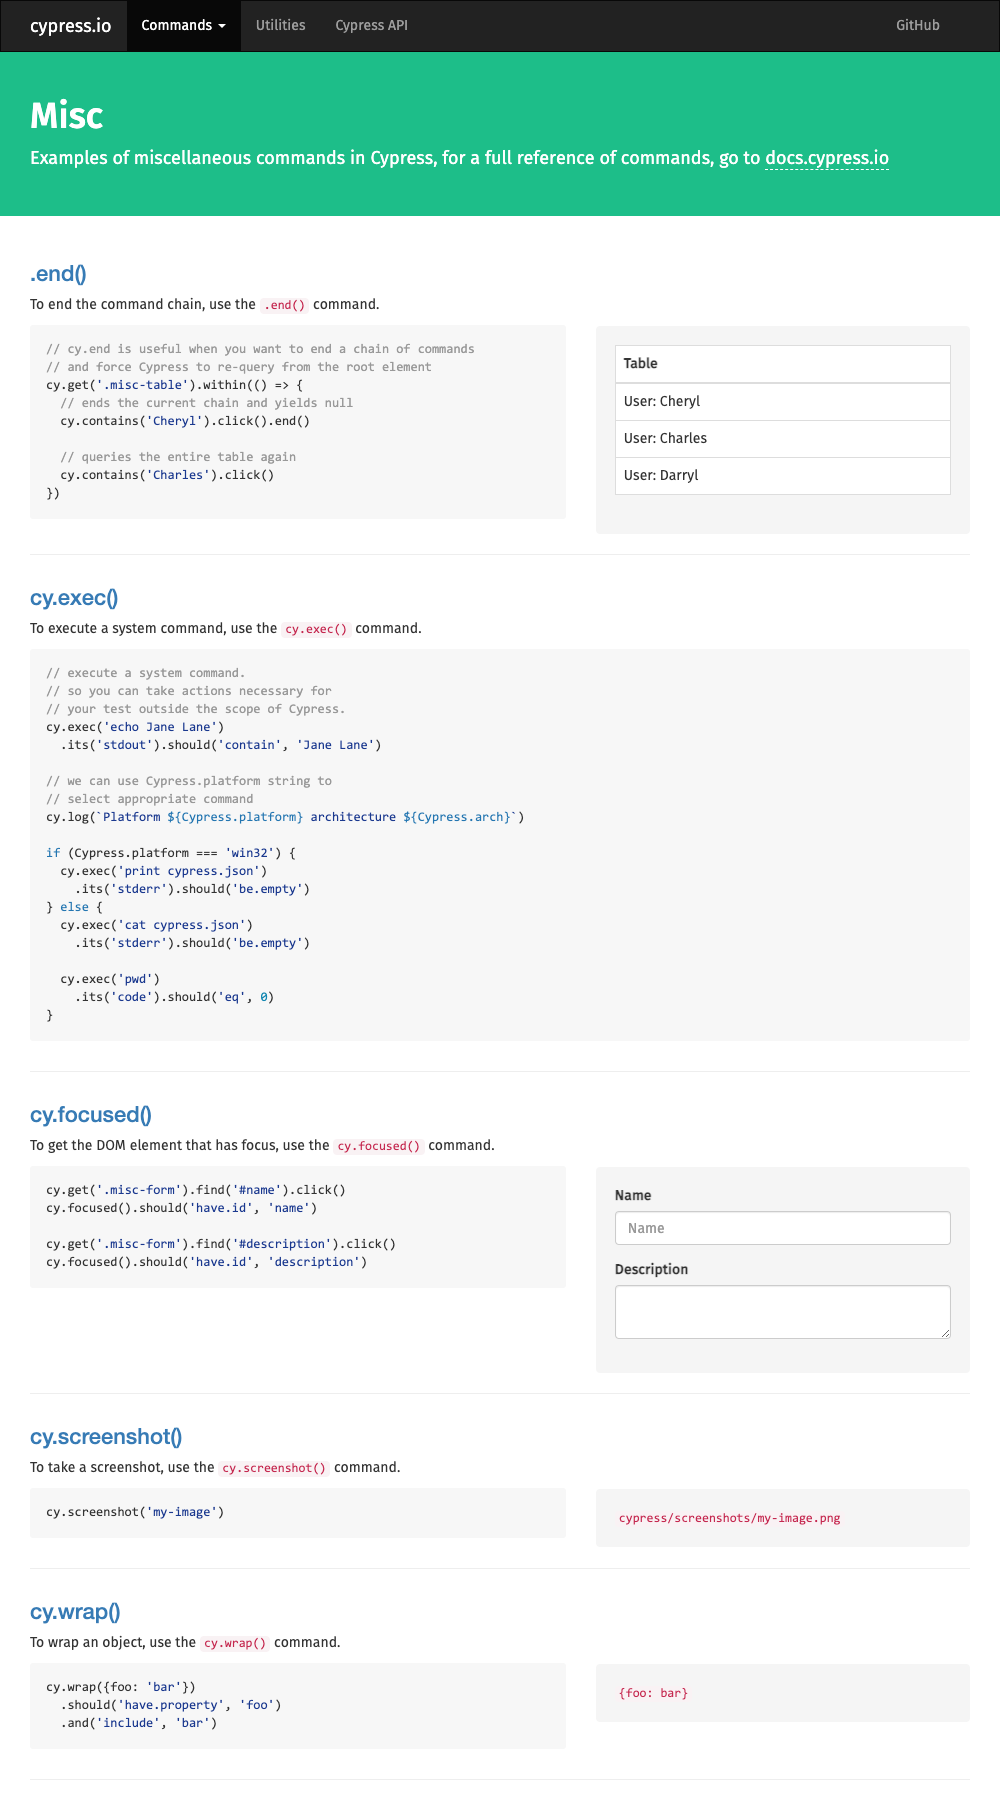 cypress.io Commands Utilities Cypress API GitHub
Misc
Examples of miscellaneous commands in Cypress, for a full reference of commands, go to docs.cypress.io
.end()
To end the command chain, use the .end() command.
// cy.end is useful when you want to end a chain of commands
// and force Cypress to re-query from the root element
cy.get('.misc-table').within(() => {
  // ends the current chain and yields null
  cy.contains('Cheryl').click().end()
  // queries the entire table again
  cy.contains('Charles').click()
})
Table
User: Cheryl
User: Charles
User: Darryl
cy.exec()
To execute a system command, use the cy.exec() command.
// execute a system command.
// so you can take actions necessary for
// your test outside the scope of Cypress.
cy.exec('echo Jane Lane')
  .its('stdout').should('contain', 'Jane Lane')
// we can use Cypress.platform string to
// select appropriate command
cy.log(`Platform ${Cypress.platform} architecture ${Cypress.arch}`)
if (Cypress.platform === 'win32') {
  cy.exec('print cypress.json')
    .its('stderr').should('be.empty')
} else {
  cy.exec('cat cypress.json')
    .its('stderr').should('be.empty')
  cy.exec('pwd')
    .its('code').should('eq', 0)
}
cy.focused()
To get the DOM element that has focus, use the cy.focused() command.
cy.get('.misc-form').find('#name').click()
cy.focused().should('have.id', 'name')
cy.get('.misc-form').find('#description').click()
cy.focused().should('have.id', 'description')
Name
Name
Description
cy.screenshot()
To take a screenshot, use the cy.screenshot() command.
cy.screenshot('my-image')
cypress/screenshots/my-image.png
cy.wrap()
To wrap an object, use the cy.wrap() command.
cy.wrap({foo: 'bar'})
  .should('have.property', 'foo')
  .and('include', 'bar')
{foo: bar}